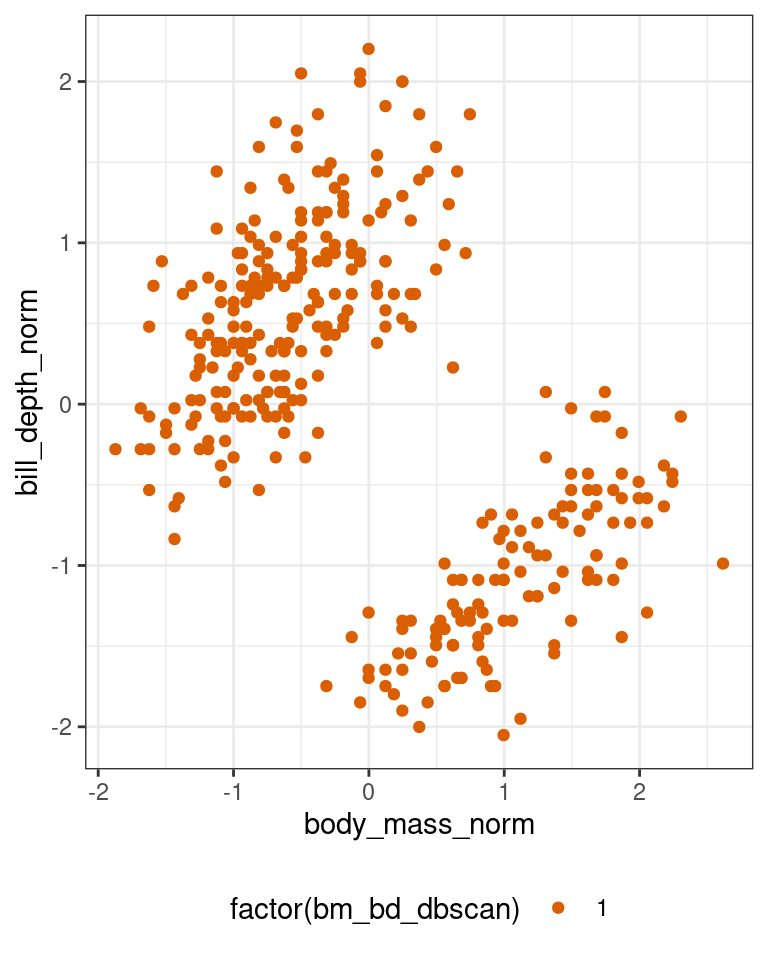 2
1
0
-1
-2
bill_depth_norm
-2 -1 0 1 2
body_mass_norm
factor(bm_bd_dbscan) 1